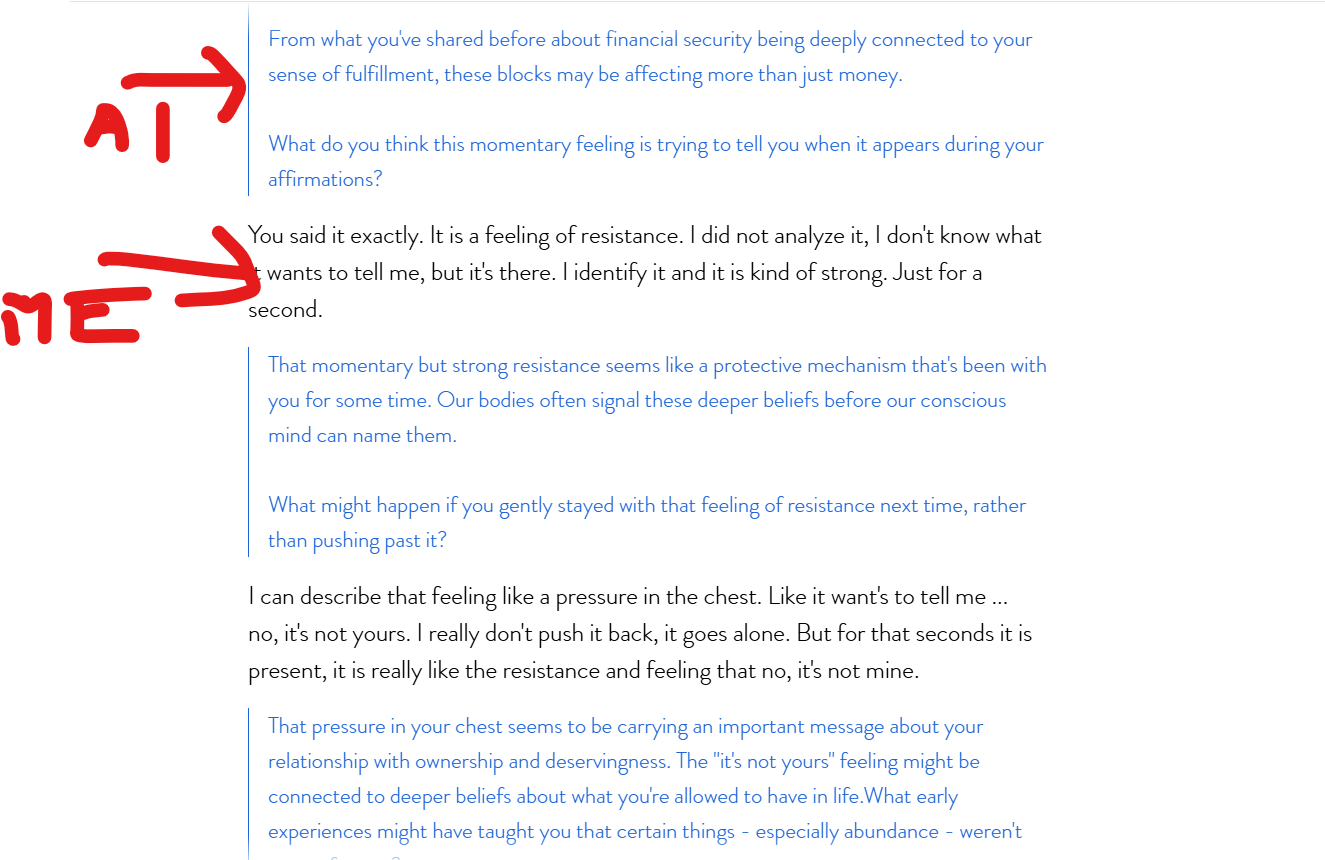 From what you've shared before about financial security being deeply connected to your
sense of fulfillment, these blocks may be affecting more than just money.
AI
What do you think this momentary feeling is trying to tell you when it appears during your
affirmations?
You said it exactly. It is a feeling of resistance. I did not analyze it, I don't know what
it wants to tell me, but it's there. I identify it and it is kind of strong. Just for a
second.
ME
That momentary but strong resistance seems like a protective mechanism that's been with
you for some time. Our bodies often signal these deeper beliefs before our conscious
mind can name them.
What might happen if you gently stayed with that feeling of resistance next time, rather
than pushing past it?
I can describe that feeling like a pressure in the chest. Like it want's to tell me ...
no, it's not yours. I really don't push it back, it goes alone. But for that seconds it is
present, it is really like the resistance and feeling that no, it's not mine.
That pressure in your chest seems to be carrying an important message about your
relationship with ownership and deservingness. The "it's not yours" feeling might be
connected to deeper beliefs about what you're allowed to have in life.What early
experiences might have taught you that certain things - especially abundance - weren't